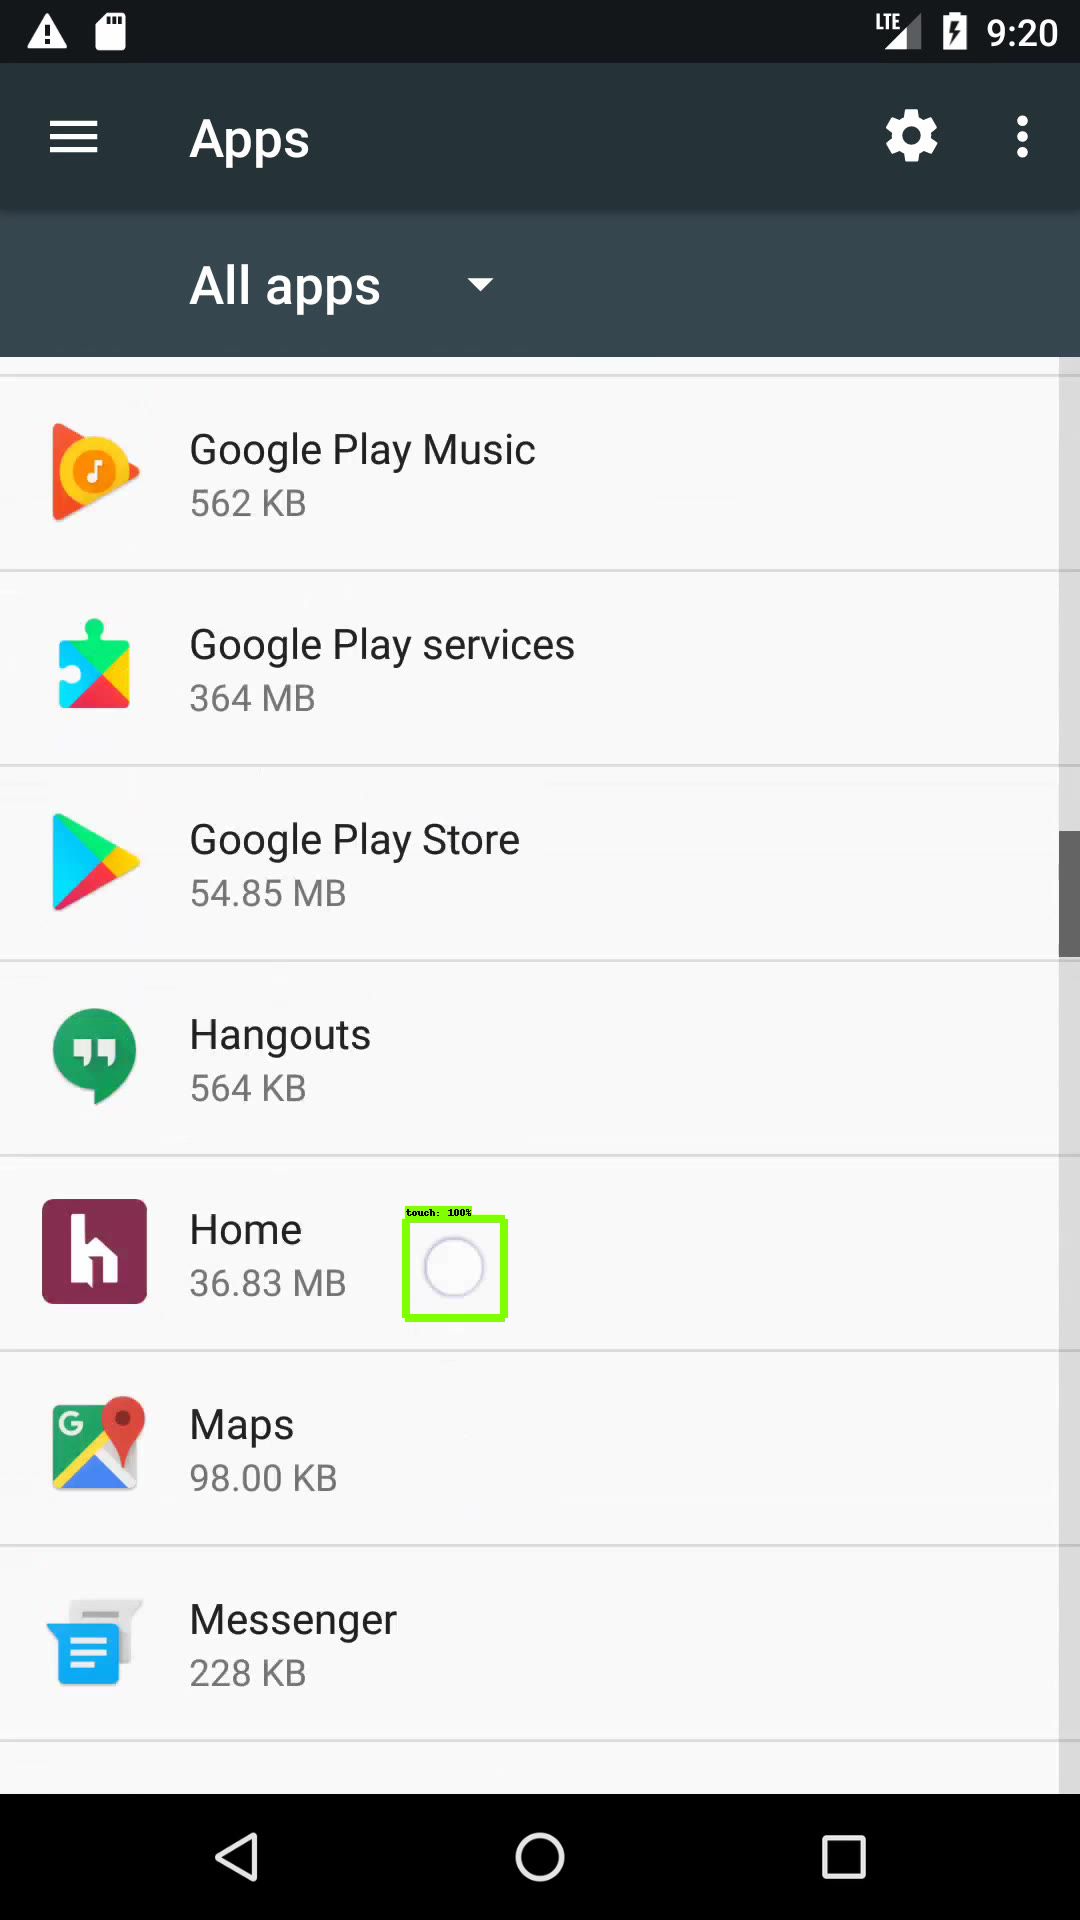 LTE 9:20
Apps
All apps
Google Play Music
562 KB
Google Play services
364 MB
Google Play Store
54.85 MB
Hangouts
564 KB
h
Home
36.83 MB
touch: 100%
G
Maps
98.00 KB
Messenger
228 KB